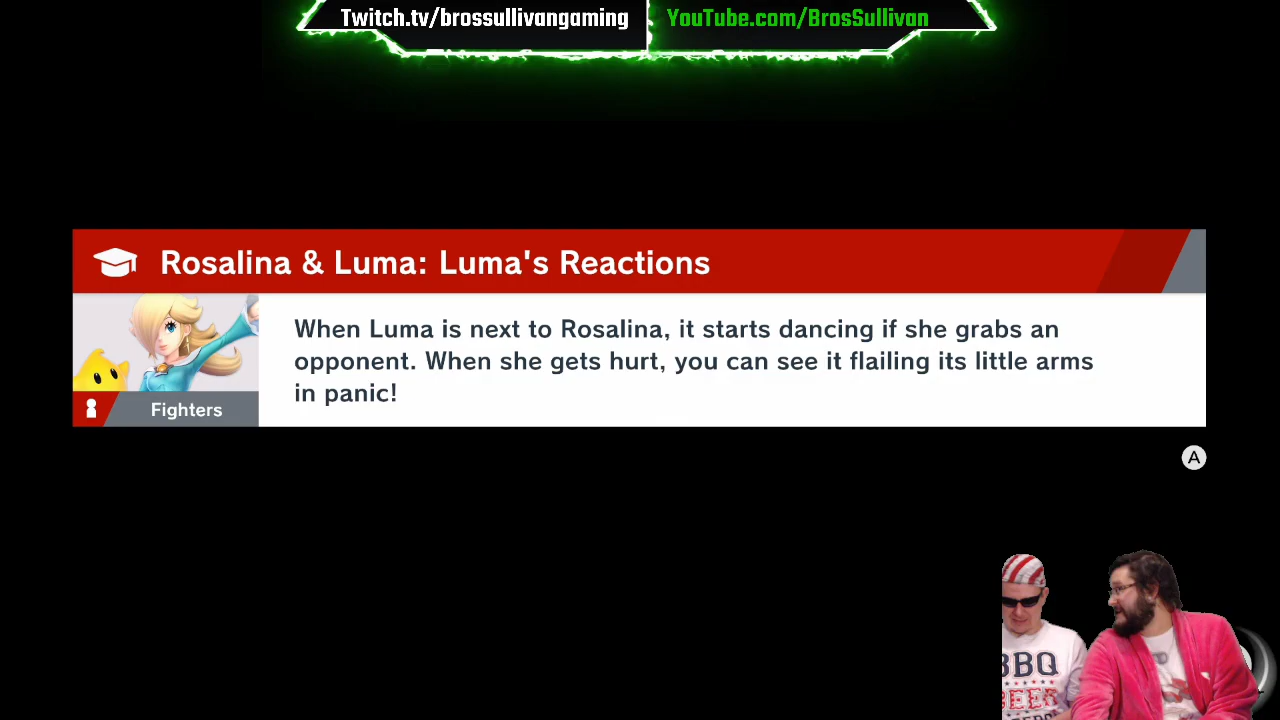 Twitch.tv/brossullivangaming
YouTube.com/BrosSullivan
Rosalina & Luma: Luma's Reactions
When Luma is next to Rosalina, it starts dancing if she grabs an
opponent. When she gets hurt, you can see it flailing its little arms
in panic!
Fighters
A
BBQ
BEER